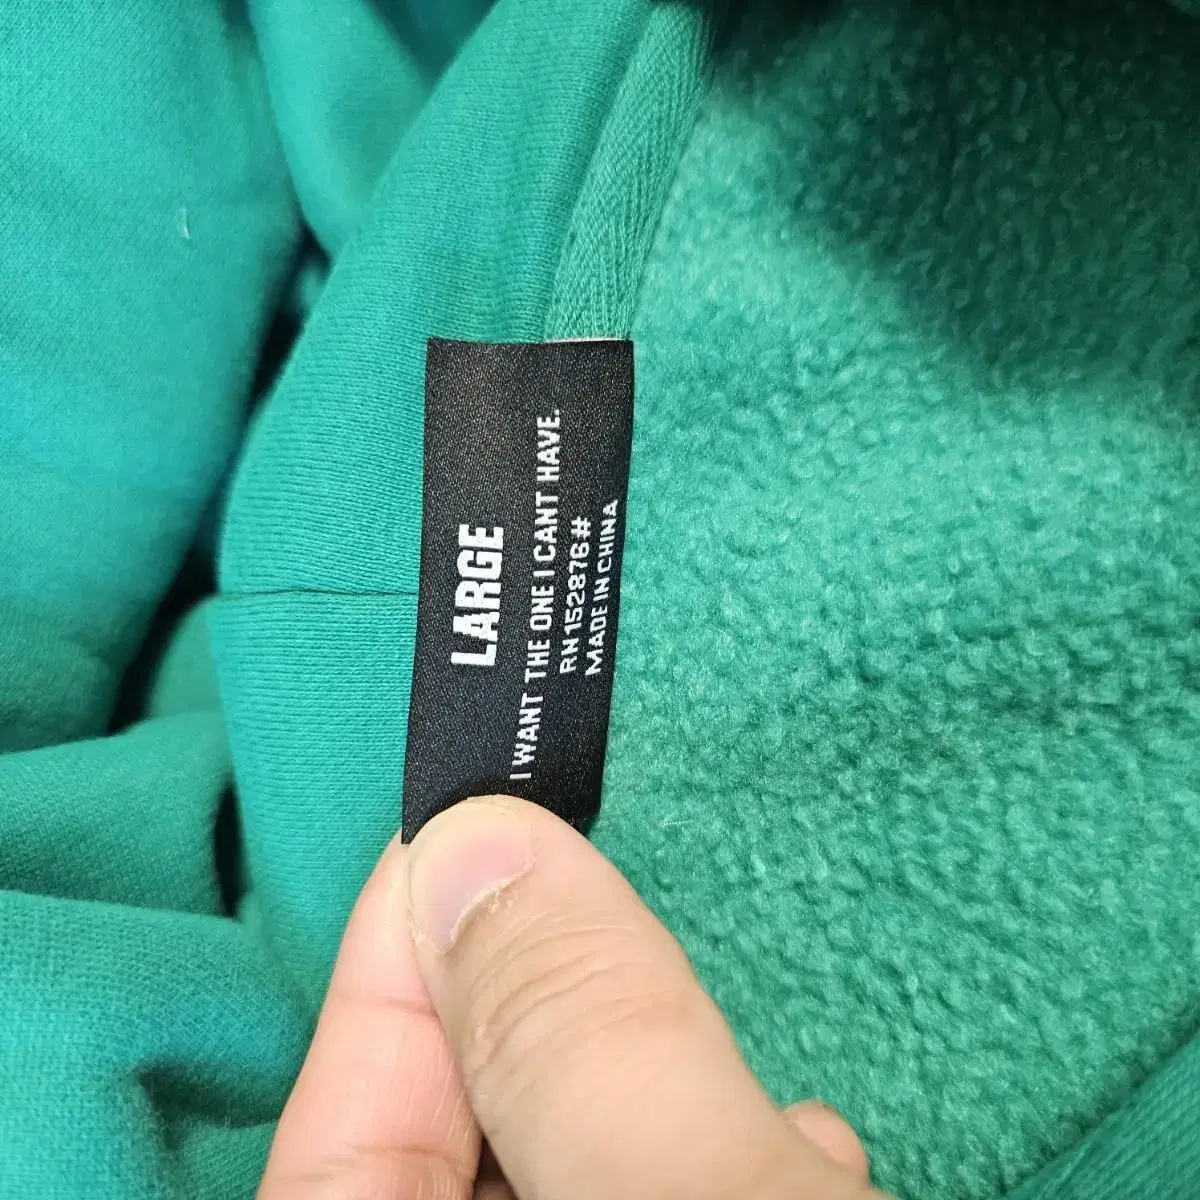 LARGE
I WANT THE ONE I CANT HAVE.
RN152876#
MADE IN CHINA